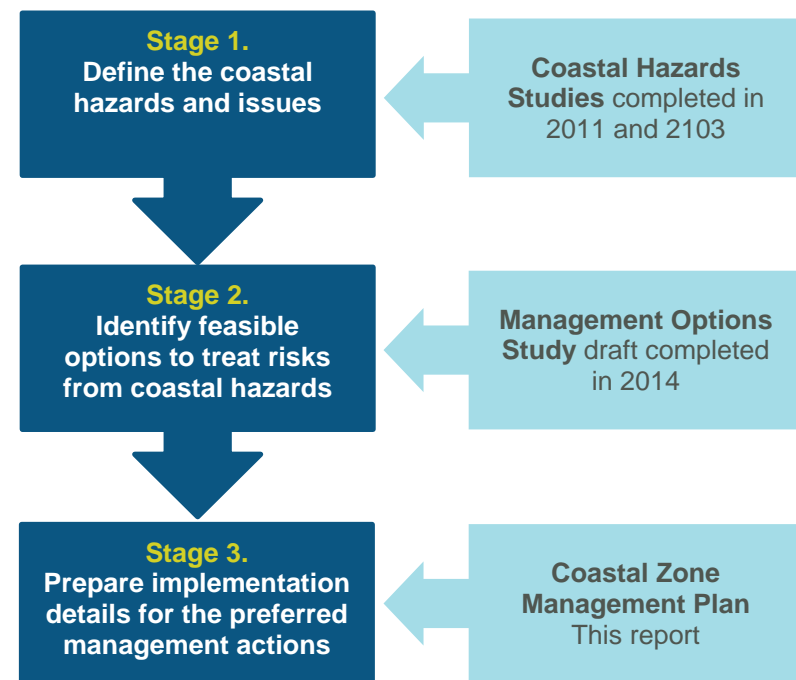 Stage 1.
Define the coastal
hazards and issues
Coastal Hazards
Studies completed in
2011 and 2103
Stage 2.
Identify feasible
options to treat risks
from coastal hazards
Management Options
Study draft completed
in 2014
Stage 3.
Prepare implementation
details for the preferred
management actions
Coastal Zone
Management Plan
This report